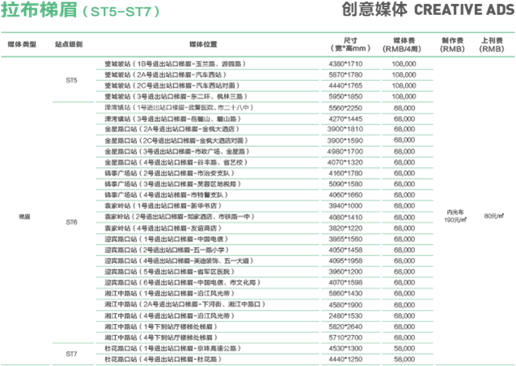 拉布梯眉（ST5-ST7）
创意媒体 CREATIVE ADS
媒体类型 站点级别 媒体位置 尺寸（宽*高mm） 媒体费（RMB/4周） 制作费（RMB） 上刊费（RMB）
梯眉
ST5
望城坡站（1B号进出站口梯眉-玉兰路、游园路） 4380*1710 108,000
望城坡站（2A号进出站口梯眉-汽车西站） 5870*1780 108,000
望城坡站（2C号进出站口梯眉-汽车西站对面） 4440*1765 108,000
望城坡站（3号进出站口梯眉-东二环、枫林三路） 5950*1850 108,000
ST6
溁湾镇站（1号进出站口梯眉-武警医院、市二十八中） 5560*2250 68,000
溁湾镇站（3号进出站口梯眉-岳麓山、麓山路） 4270*1445 68,000
金星路口站（2A号进出站口梯眉-金枫大酒店） 3900*1810 68,000
金星路口站（2C号进出站口梯眉-金枫大酒店对面） 3900*1590 68,000
金星路口站（3号进出站口梯眉-市政广场、金星路） 4980*1700 68,000
金星路口站（4号进出站口梯眉-谷丰路、省艺校） 4070*1320 68,000
锦泰广场站（2号进出站口梯眉-市治安支队） 4160*1780 68,000
锦泰广场站（3号进出站口梯眉-芙蓉区地税局） 5090*1580 68,000
锦泰广场站（4号进出站口梯眉-市特警支队） 4060*1660 68,000
袁家岭站（1号进出站口梯眉-新华书店） 3940*1000 68,000
袁家岭站（2号进出站口梯眉-如家酒店、市铁路一中） 4080*1410 68,000
袁家岭站（4号进出站口梯眉-友谊商店） 3820*1220 68,000
迎宾路口站（1号进出站口梯眉-中国电信） 3865*1560 68,000
迎宾路口站（2号进出站口梯眉-五一路小学） 4050*1458 68,000
迎宾路口站（4号进出站口梯眉-美迪装饰、五一大道） 4095*1958 68,000
迎宾路口站（5号进出站口梯眉-省军区医院） 3960*1200 68,000
迎宾路口站（6号进出站口梯眉-中国电信、市文化局） 4070*1598 68,000
湘江中路站（1号进出站口梯眉-沿江风光带） 5860*1430 68,000
湘江中路站（2A号进出站口梯眉-下河街、湘江中路口） 4580*1900 68,000
湘江中路站（4号进出站口梯眉-沿江风光带） 2480*1530 68,000
湘江中路站（1号下到站厅楼梯处梯眉） 5820*2640 68,000
湘江中路站（4号下到站厅楼梯处梯眉） 5710*2700 68,000
内光布
190元/㎡
80元/㎡
ST7
杜花路口站（1号进出站口梯眉-京珠高速公路） 4530*1300 58,000
杜花路口站（4号进出站口梯眉-杜花路） 4440*1250 58,000